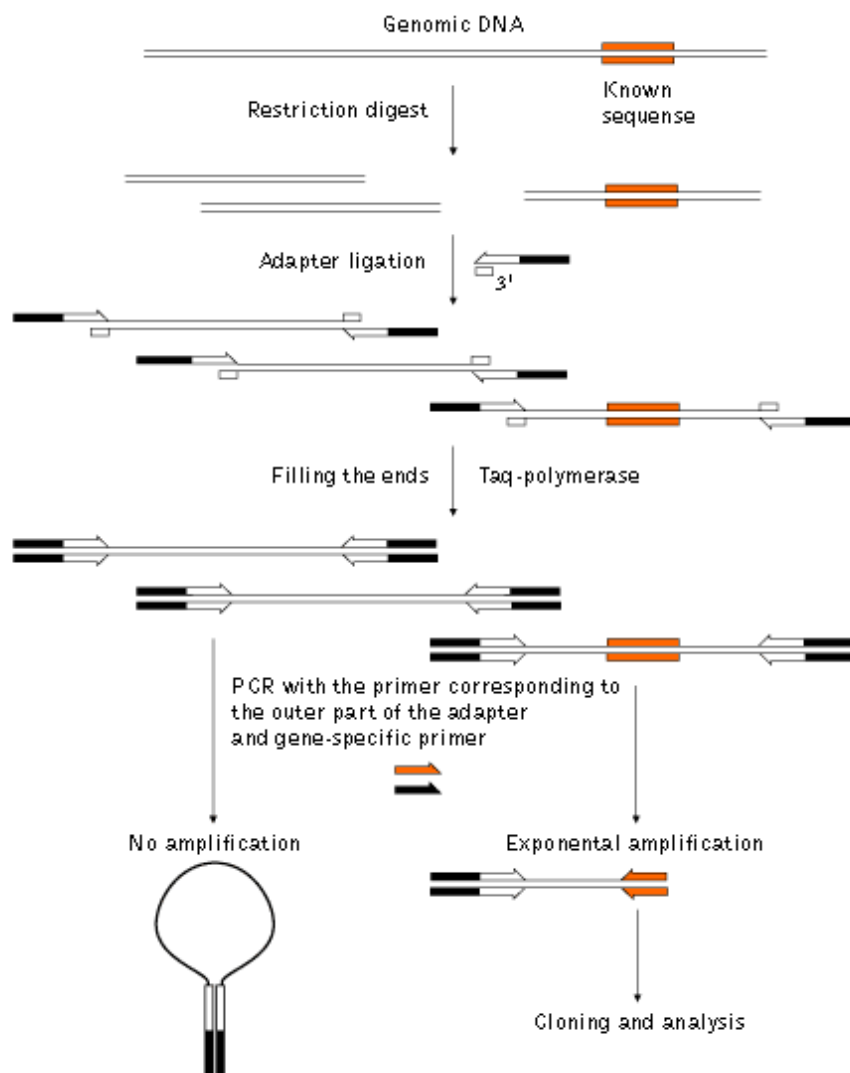 Genomic DNA
Known
sequense
Restriction digest
Adapter ligation
3'
Filling the ends
Taq-polymerase
PCR with the primer corresponding to
the outer part of the adapter
and gene-specific primer
No amplification
Exponental amplification
Cloning and analysis